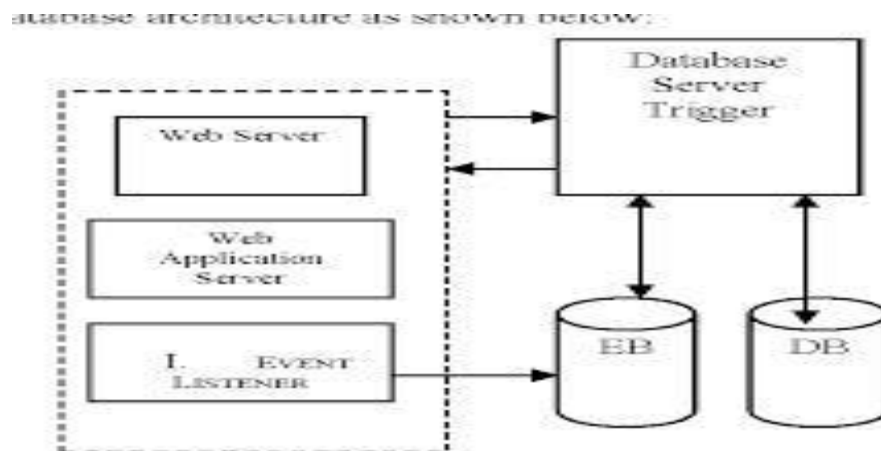 atabase architecture as shown below:
Database
Server
Trigger
Web Server
Web
Application
Server
I. EVENT
LISTENER
EB
DB